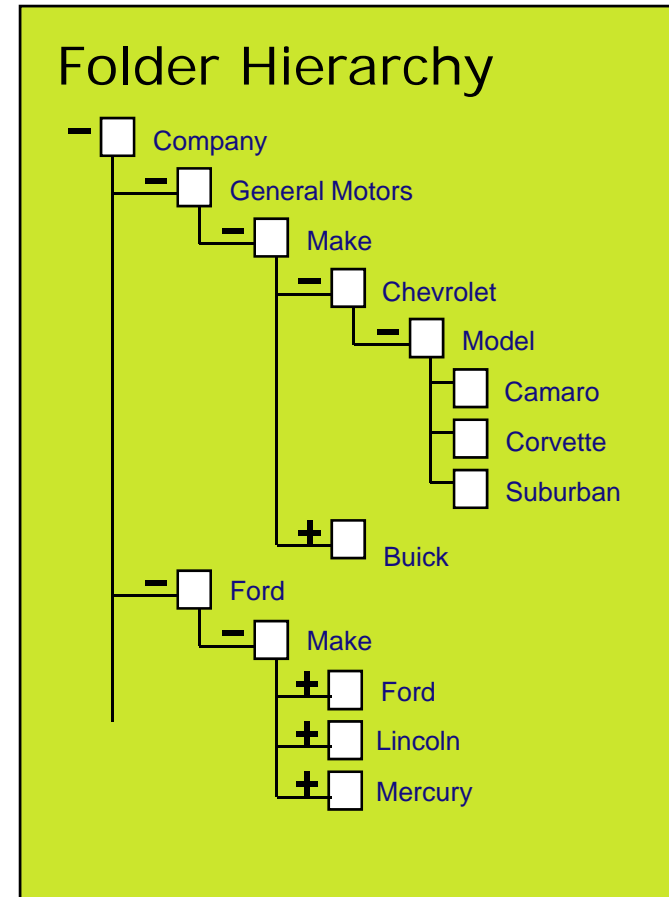 Folder Hierarchy
Company
General Motors
Make
Chevrolet
Model
Camaro
Corvette
Suburban
Buick
Ford
Make
Ford
Lincoln
Mercury